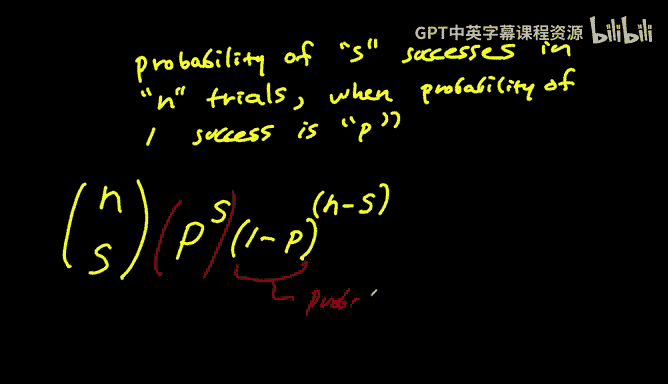 GPT中英字幕课程资源 bilibili
probability of "s" successes in
"n" trials, when probability of
1 success is "p"
(n s) (p^s) (1-p)^(n-s)
prob